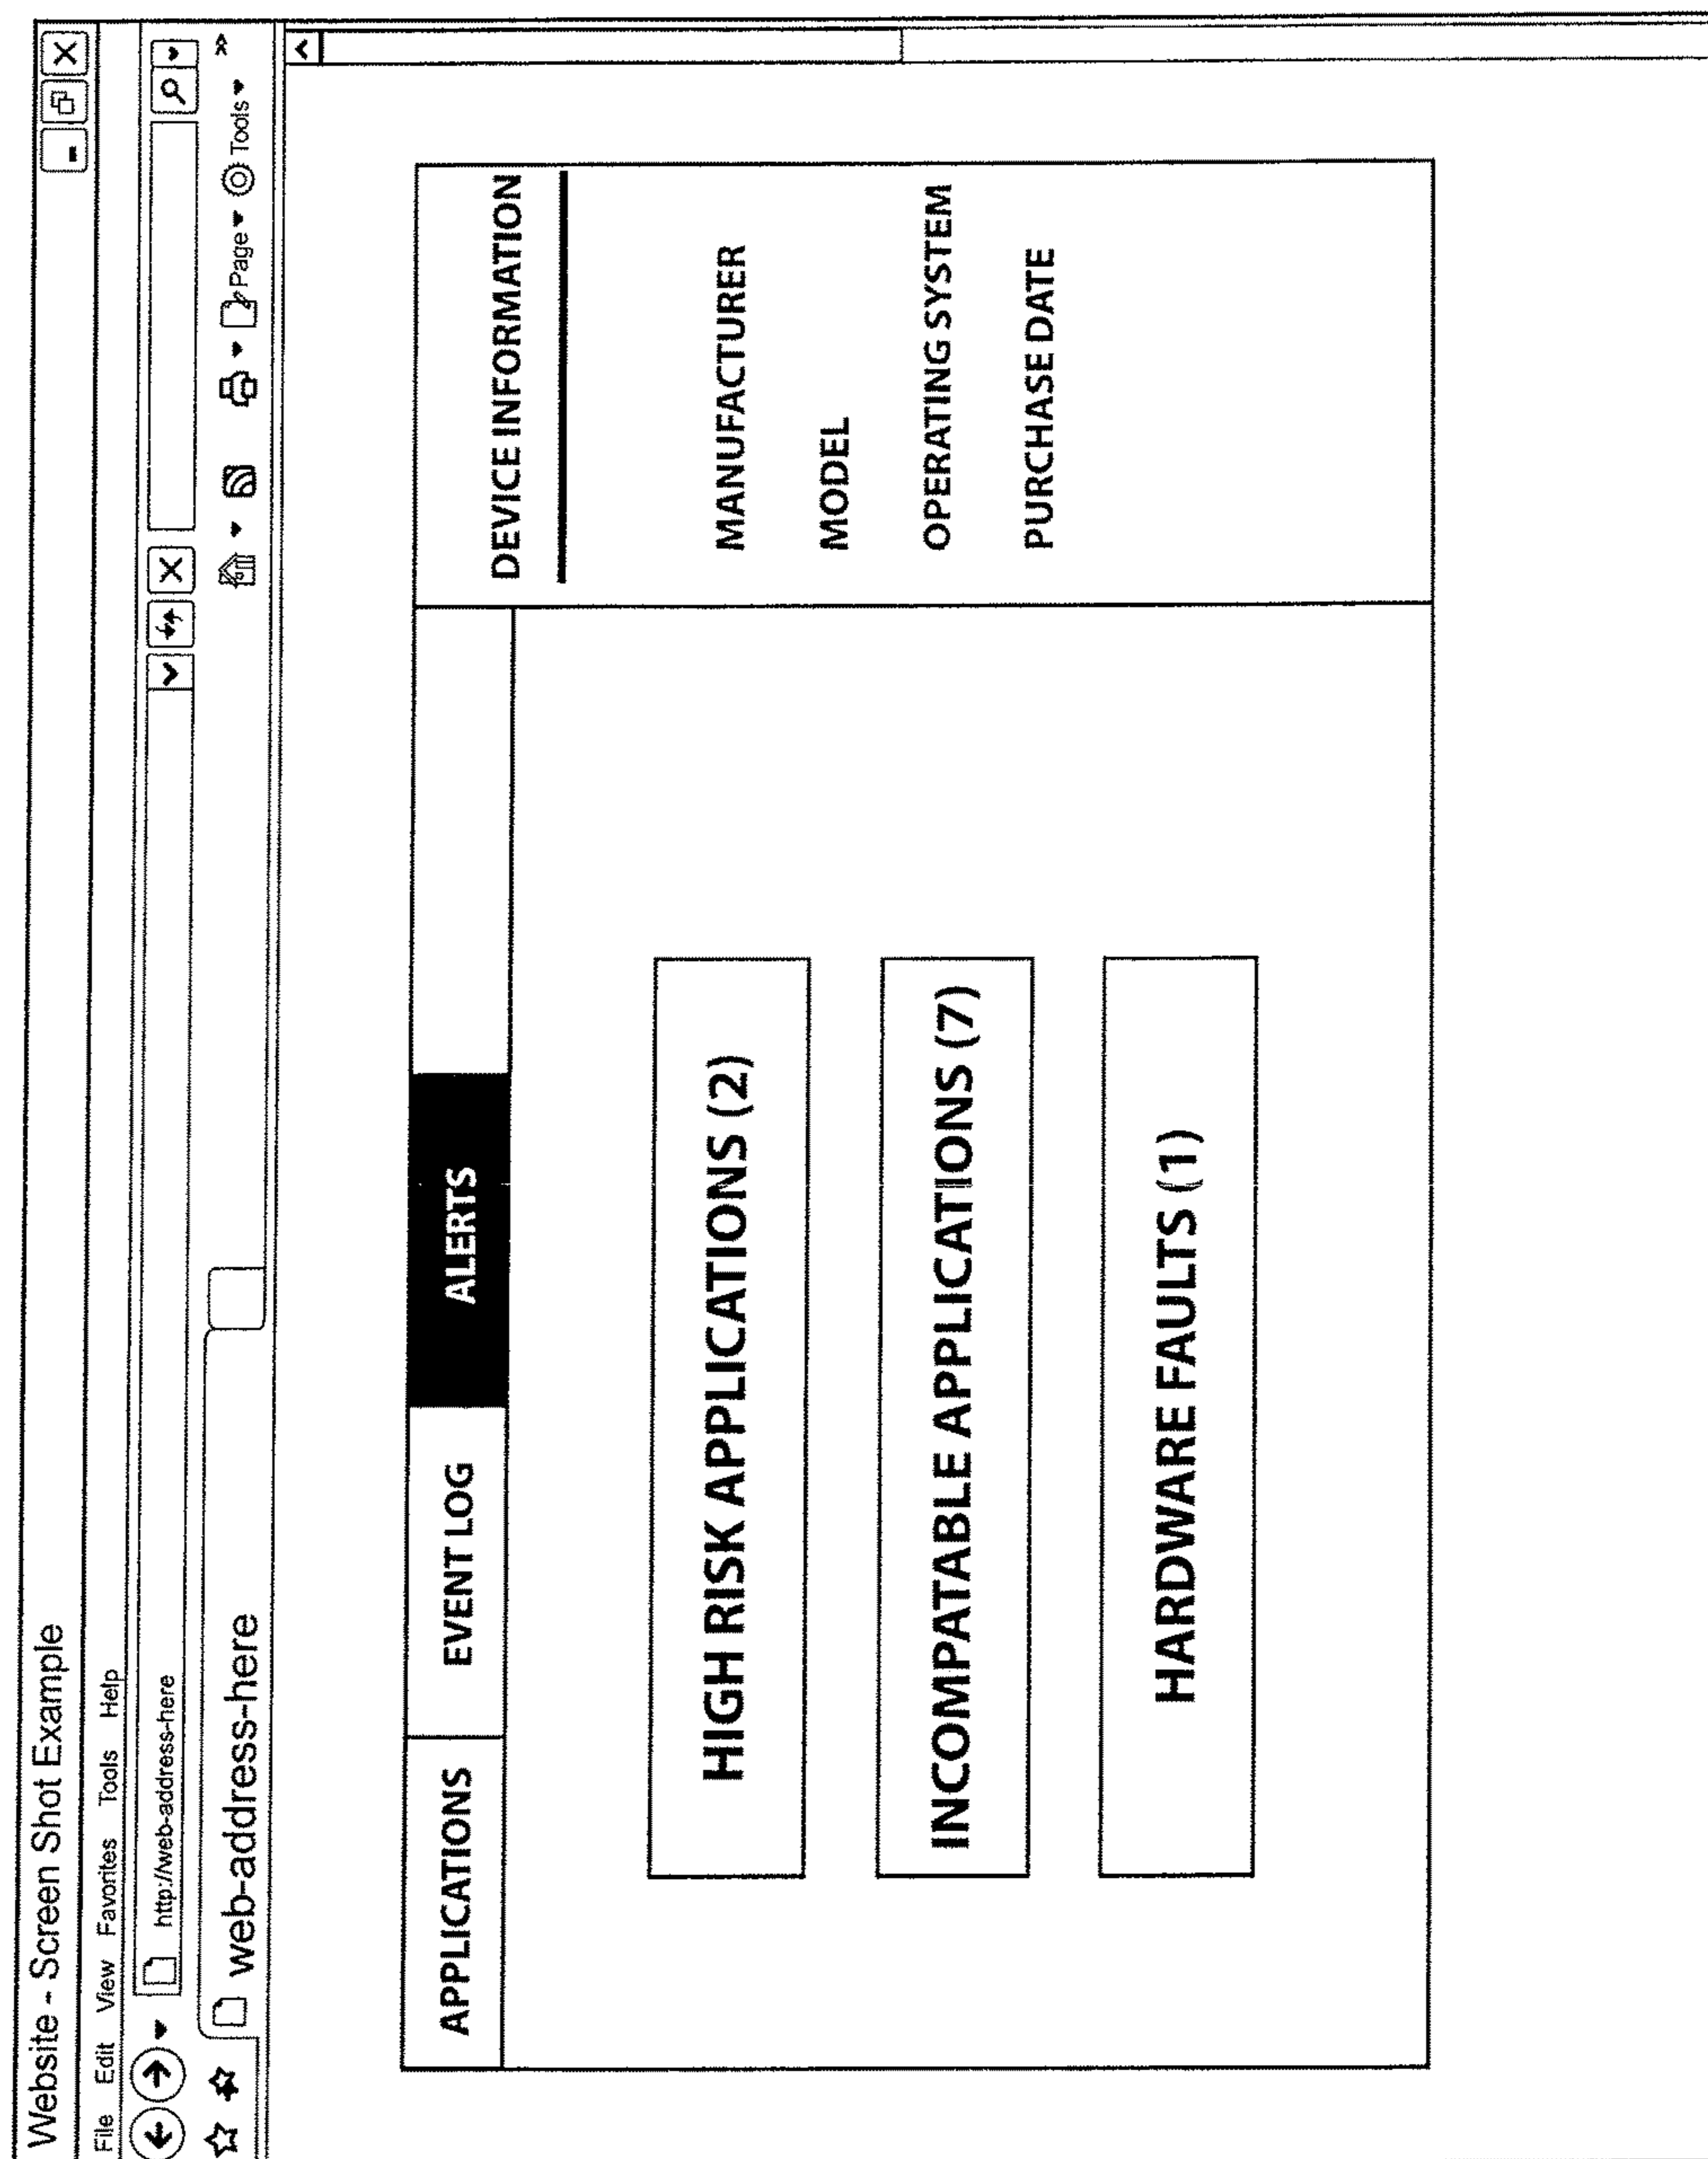 Website - Screen Shot Example
File Edit View Favorites Tools Help
http://web-address-here
web-address-here
Page
Tools
APPLICATIONS
EVENT LOG
ALERTS
HIGH RISK APPLICATIONS (2)
INCOMPATABLE APPLICATIONS (7)
HARDWARE FAULTS (1)
DEVICE INFORMATION
MANUFACTURER
MODEL
OPERATING SYSTEM
PURCHASE DATE